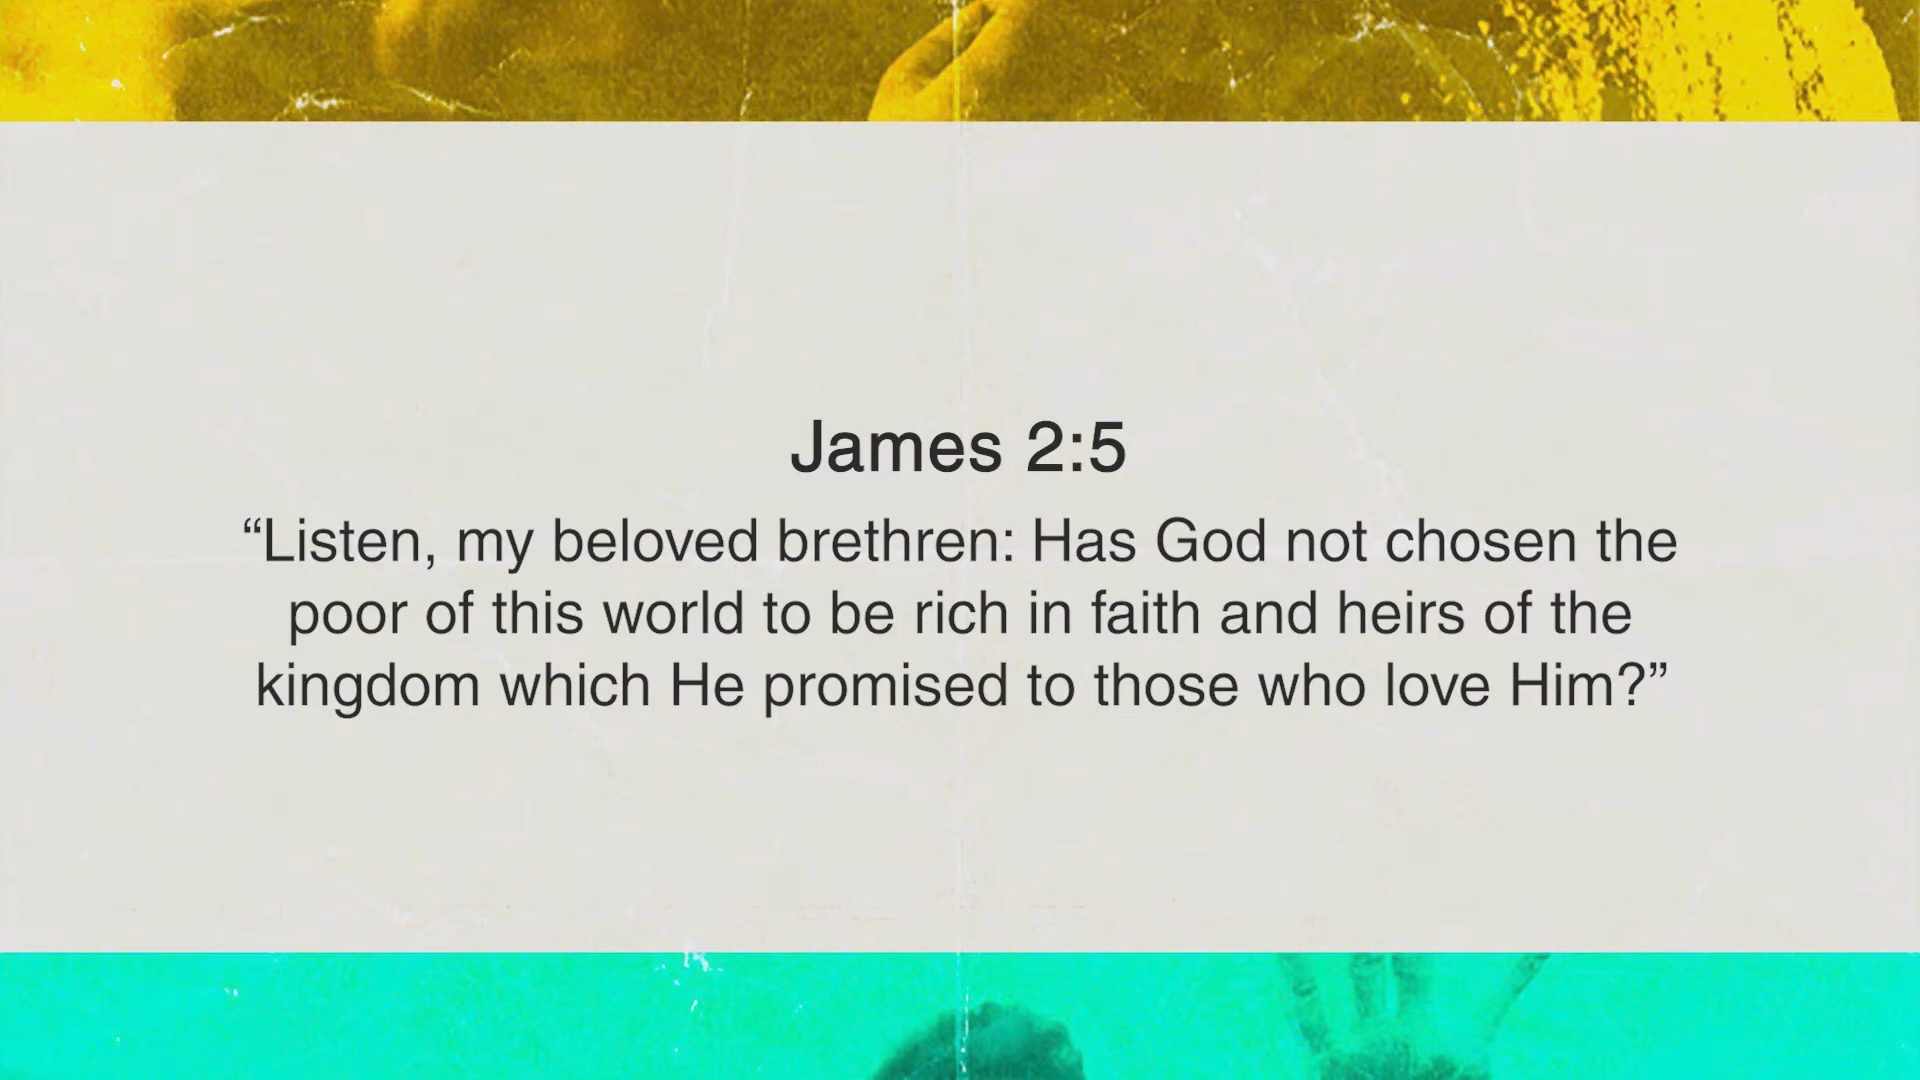 James 2:5
“Listen, my beloved brethren: Has God not chosen the
poor of this world to be rich in faith and heirs of the
kingdom which He promised to those who love Him?”